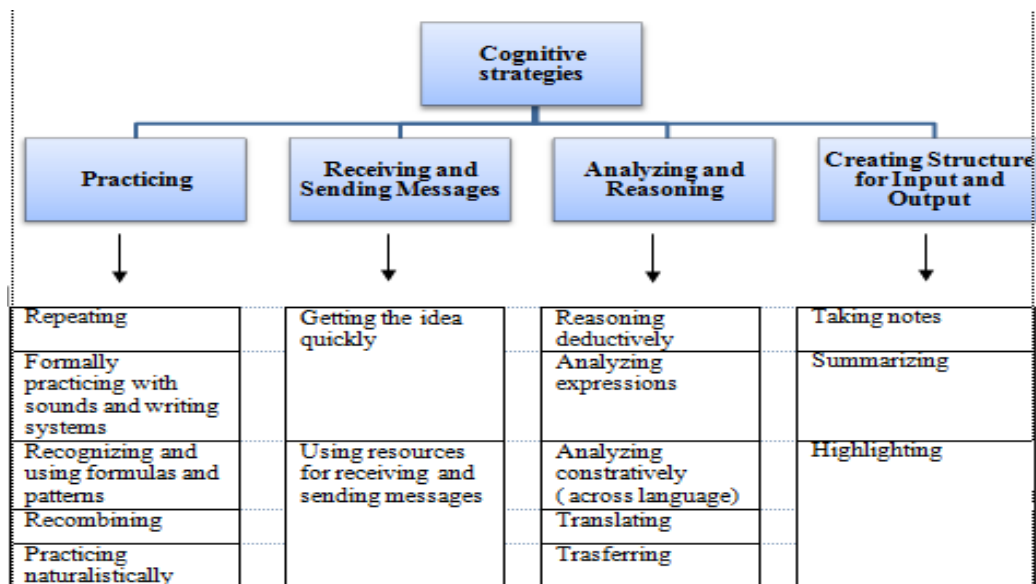 Cognitive
strategies
Practicing
Receiving and
Sending Messages
Analyzing and
Reasoning
Creating Structure
for Input and
Output
Repeating
Formally
practicing with
sounds and writing
systems
Recognizing and
using formulas and
patterns
Recombining
Practicing
naturalistically
Getting the idea
quickly
Using resources
for receiving and
sending messages
Reasoning
deductively
Analyzing
expressions
Analyzing
constratively
( across language)
Translating
Trasferring
Taking notes
Summarizing
Highlighting